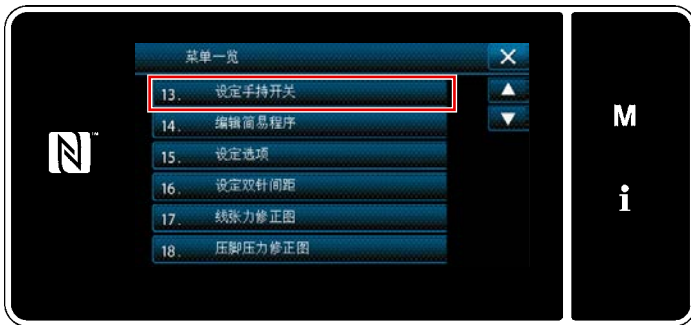 菜单一览
13. 设定手持开关
14. 编辑简易程序
15. 设定选项
16. 设定双针间距
17. 线张力修正图
18. 压脚压力修正图
N™
M
i